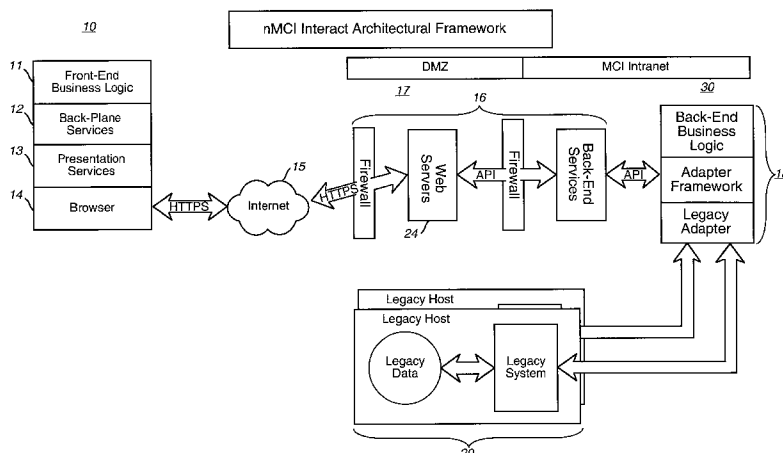 nMCI Interact Architectural Framework
10
DMZ
MCI Intranet
17
16
30
11
Front-End
Business Logic
12
Back-Plane
Services
13
Presentation
Services
14
Browser
HTTPS
15
Internet
HTTPS
Firewall
Web
Servers
24
API
Firewall
Back-End
Services
API
Back-End
Business
Logic
Adapter
Framework
Legacy
Adapter
Legacy Host
Legacy Host
Legacy
Data
Legacy
System